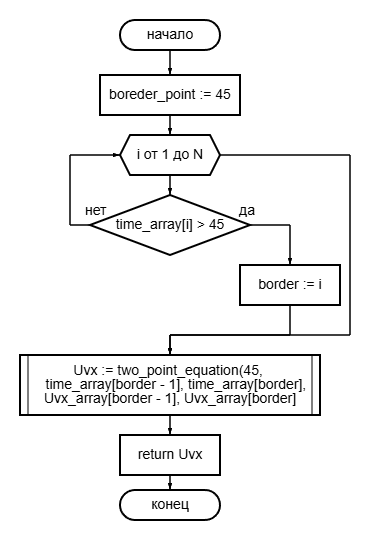 начало
boreder_point := 45
i от 1 до N
нет
да
time_array[i] > 45
border := i
Uvx := two_point_equation(45,
time_array[border - 1], time_array[border],
Uvx_array[border - 1], Uvx_array[border]
return Uvx
конец